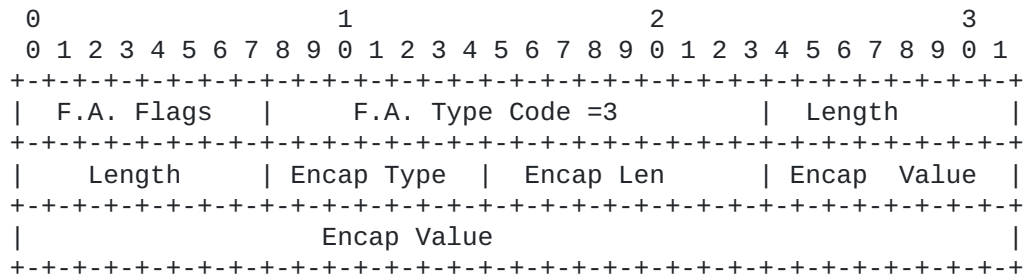 0                   1                   2                   3
 0 1 2 3 4 5 6 7 8 9 0 1 2 3 4 5 6 7 8 9 0 1 2 3 4 5 6 7 8 9 0 1
+-+-+-+-+-+-+-+-+-+-+-+-+-+-+-+-+-+-+-+-+-+-+-+-+-+-+-+-+-+-+-+-+
|  F.A. Flags   |     F.A. Type Code =3         |  Length       |
+-+-+-+-+-+-+-+-+-+-+-+-+-+-+-+-+-+-+-+-+-+-+-+-+-+-+-+-+-+-+-+-+
|    Length     | Encap Type  |  Encap Len      | Encap  Value  |
+-+-+-+-+-+-+-+-+-+-+-+-+-+-+-+-+-+-+-+-+-+-+-+-+-+-+-+-+-+-+-+-+
|                   Encap Value                                 |
+-+-+-+-+-+-+-+-+-+-+-+-+-+-+-+-+-+-+-+-+-+-+-+-+-+-+-+-+-+-+-+-+